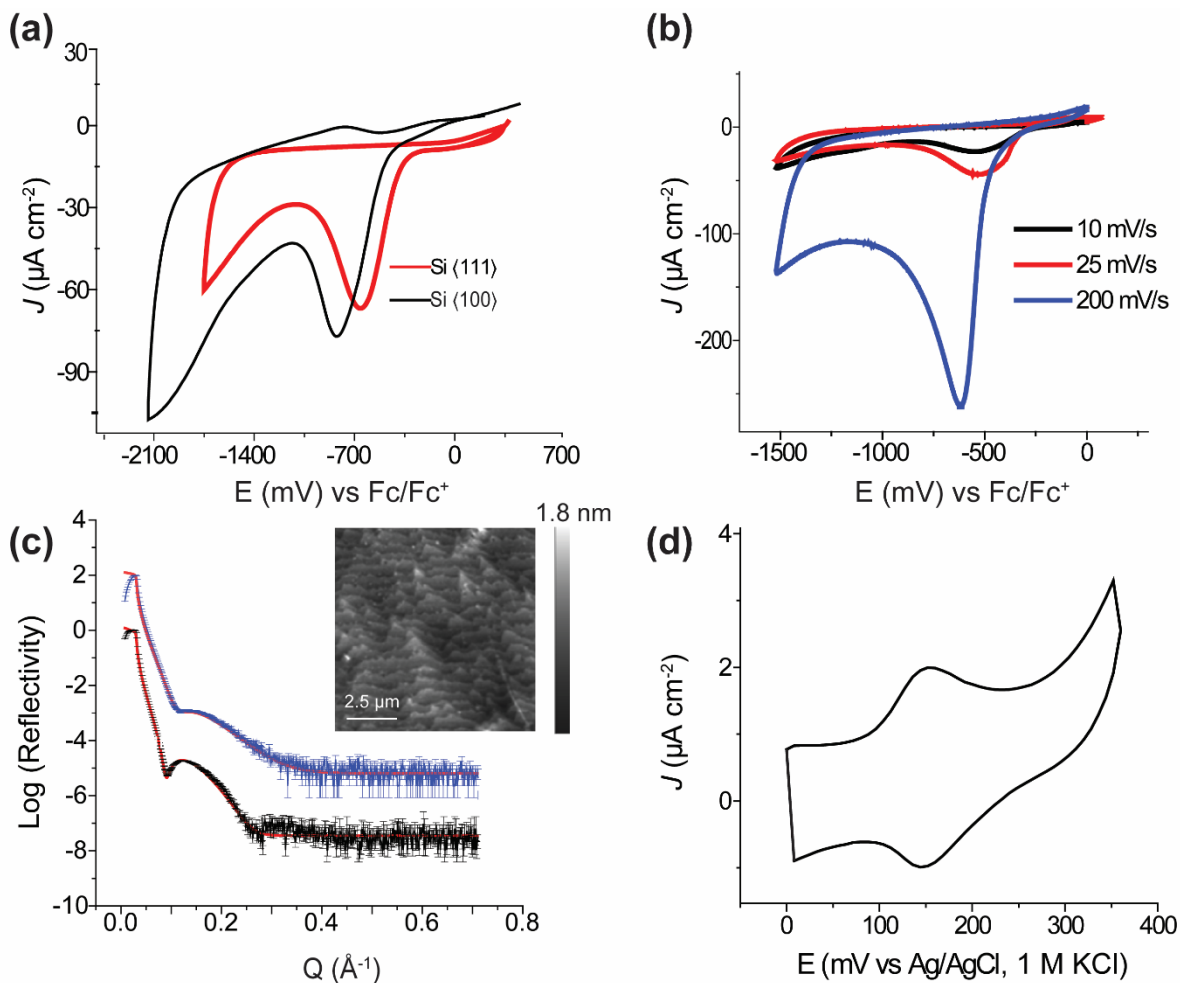 (a)
30
0
-30
-60
-90
J (µA cm-2)
Si ⟨111⟩
Si ⟨100⟩
-2100 -1400 -700 0 700
E (mV) vs Fc/Fc+
(b)
0
-100
-200
J (µA cm-2)
10 mV/s
25 mV/s
200 mV/s
-1500 -1000 -500 0
E (mV) vs Fc/Fc+
(c)
4
2
0
-2
-4
-6
-8
-10
Log (Reflectivity)
1.8 nm
2.5 µm
0.0 0.2 0.4 0.6 0.8
Q (Å-1)
(d)
4
2
0
J (µA cm-2)
0 100 200 300 400
E (mV vs Ag/AgCl, 1 M KCl)